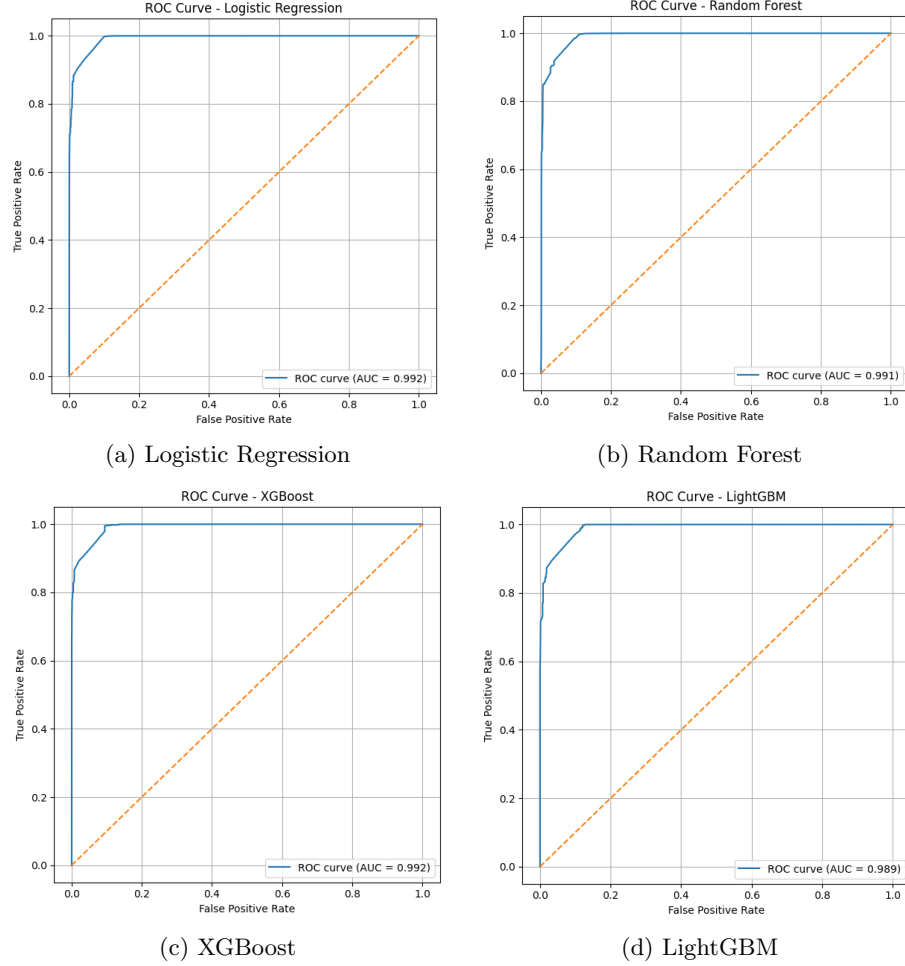 ROC Curve - Logistic Regression
1.0
0.8
0.6
0.4
0.2
0.0
True Positive Rate
ROC curve (AUC = 0.992)
0.0 0.2 0.4 0.6 0.8 1.0
False Positive Rate
(a) Logistic Regression
ROC Curve - Random Forest
1.0
0.8
0.6
0.4
0.2
0.0
True Positive Rate
ROC curve (AUC = 0.991)
0.0 0.2 0.4 0.6 0.8 1.0
False Positive Rate
(b) Random Forest
ROC Curve - XGBoost
1.0
0.8
0.6
0.4
0.2
0.0
True Positive Rate
ROC curve (AUC = 0.992)
0.0 0.2 0.4 0.6 0.8 1.0
False Positive Rate
(c) XGBoost
ROC Curve - LightGBM
1.0
0.8
0.6
0.4
0.2
0.0
True Positive Rate
ROC curve (AUC = 0.989)
0.0 0.2 0.4 0.6 0.8 1.0
False Positive Rate
(d) LightGBM